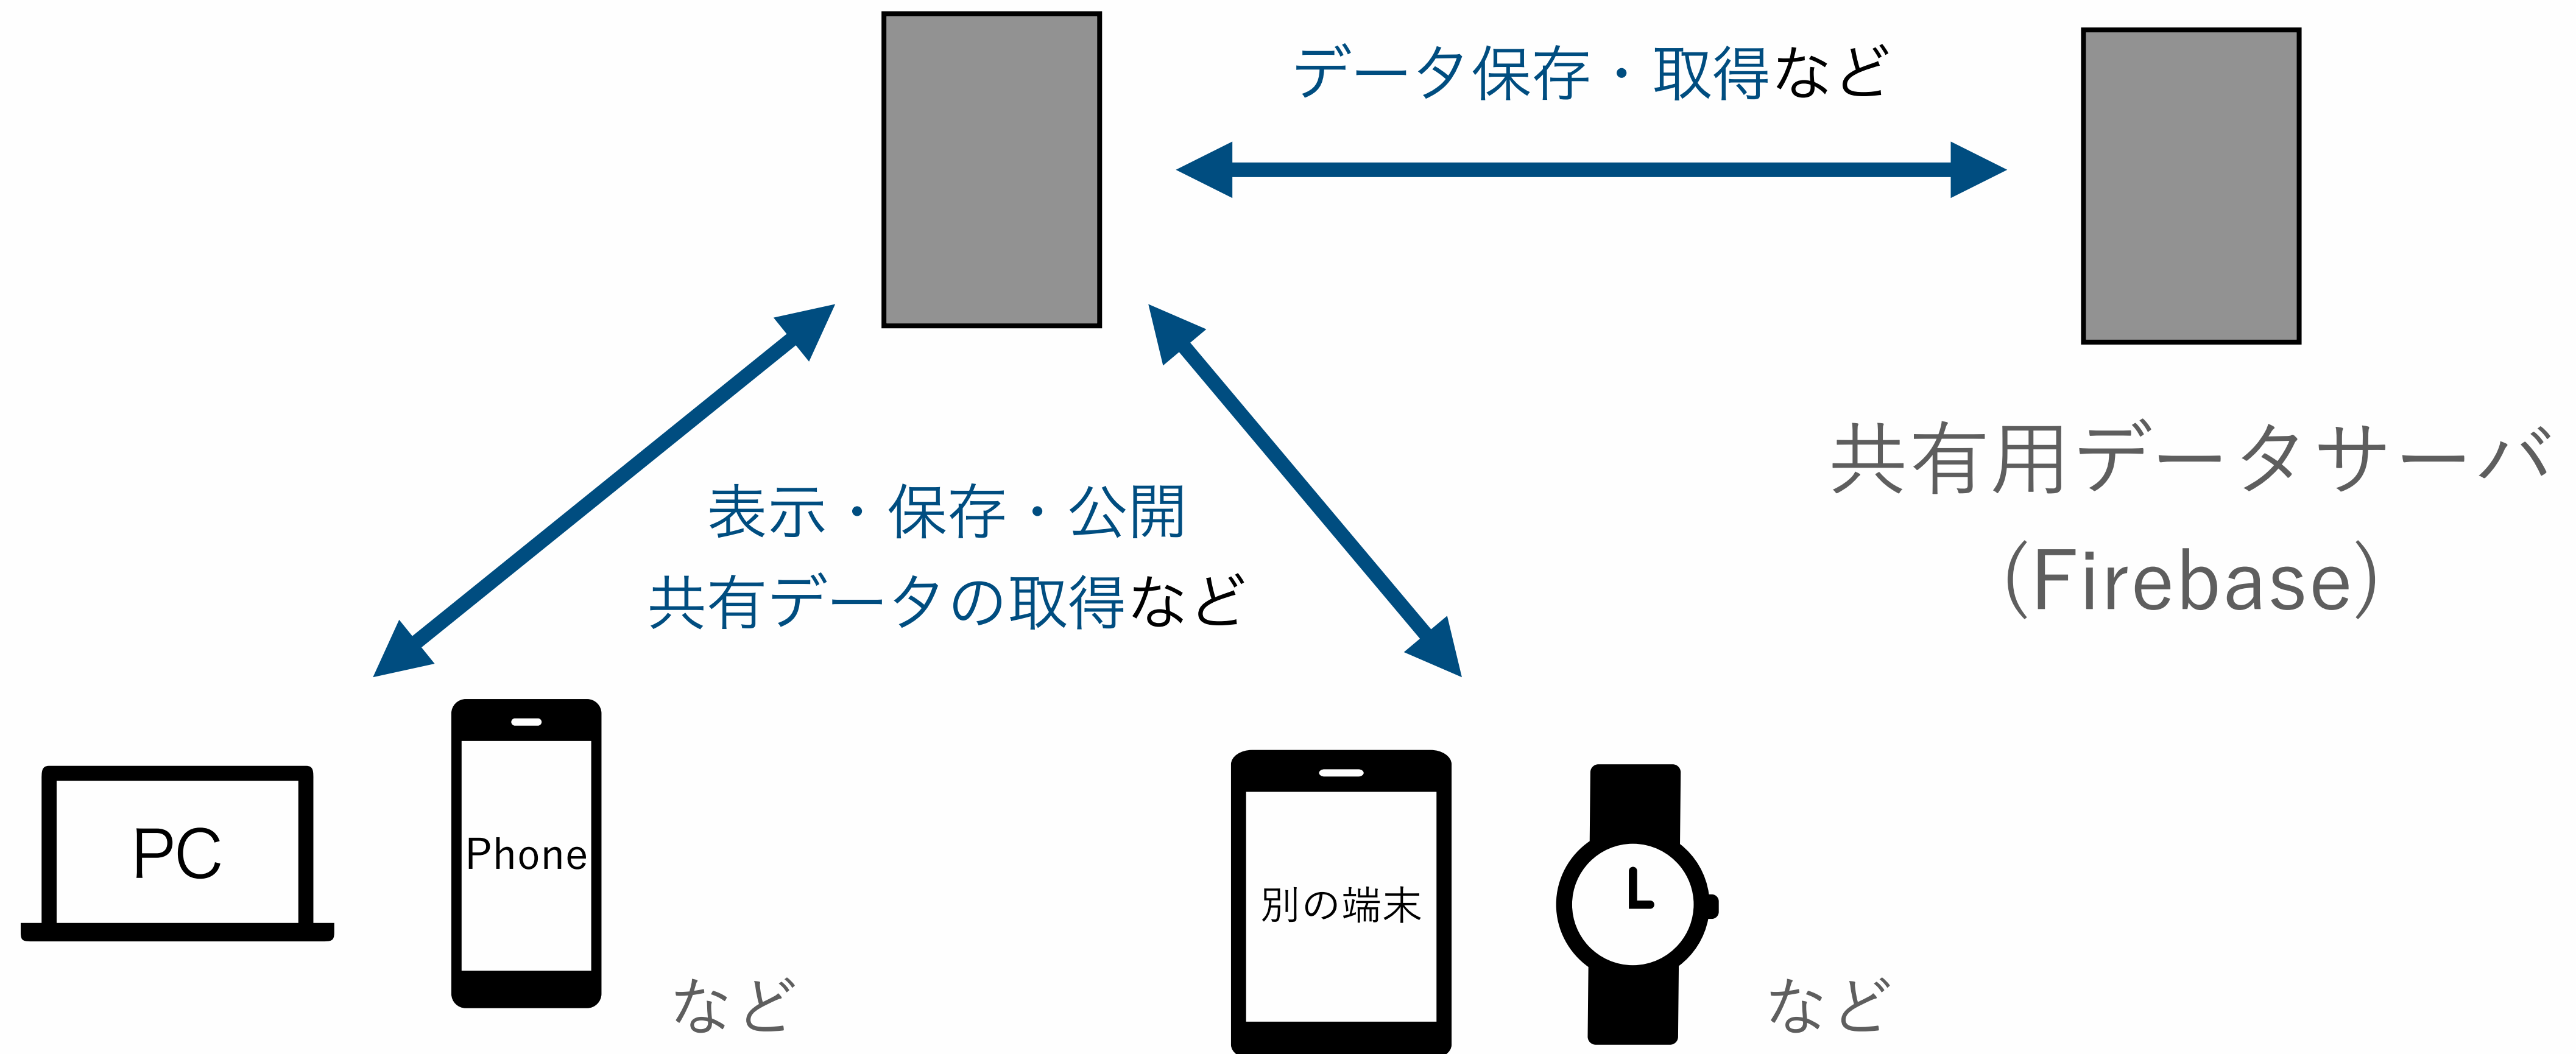 データ保存・取得など
共有用データサーバ
（Firebase）
表示・保存・公開
共有データの取得など
PC
Phone
など
別の端末
など